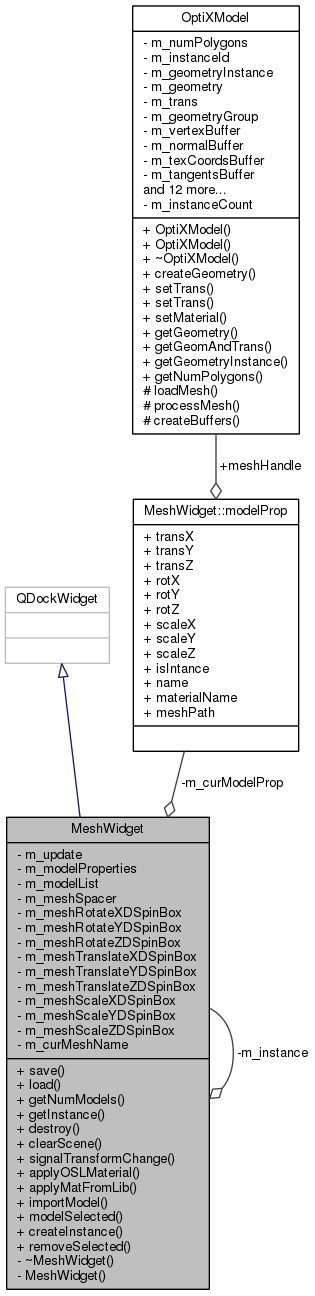 OptiXModel
- m_numPolygons
- m_instanceId
- m_geometryInstance
- m_geometry
- m_trans
- m_geometryGroup
- m_vertexBuffer
- m_normalBuffer
- m_texCoordsBuffer
- m_tangentsBuffer
and 12 more...
- m_instanceCount
+ OptiXModel()
+ OptiXModel()
+ ~OptiXModel()
+ createGeometry()
+ setTrans()
+ setTrans()
+ setMaterial()
+ getGeometry()
+ getGeomAndTrans()
+ getGeometryInstance()
+ getNumPolygons()
# loadMesh()
# processMesh()
# createBuffers()
+meshHandle
MeshWidget::modelProp
+ transX
+ transY
+ transZ
+ rotX
+ rotY
+ rotZ
+ scaleX
+ scaleY
+ scaleZ
+ isIntance
+ name
+ materialName
+ meshPath
QDockWidget
-m_curModelProp
MeshWidget
- m_update
- m_modelProperties
- m_modelList
- m_meshSpacer
- m_meshRotateXDSpinBox
- m_meshRotateYDSpinBox
- m_meshRotateZDSpinBox
- m_meshTranslateXDSpinBox
- m_meshTranslateYDSpinBox
- m_meshTranslateZDSpinBox
- m_meshScaleXDSpinBox
- m_meshScaleYDSpinBox
- m_meshScaleZDSpinBox
- m_curMeshName
+ save()
+ load()
+ getNumModels()
+ getInstance()
+ destroy()
+ clearScene()
+ signalTransformChange()
+ applyOSLMaterial()
+ applyMatFromLib()
+ importModel()
+ modelSelected()
+ createInstance()
+ removeSelected()
- ~MeshWidget()
- MeshWidget()
-m_instance